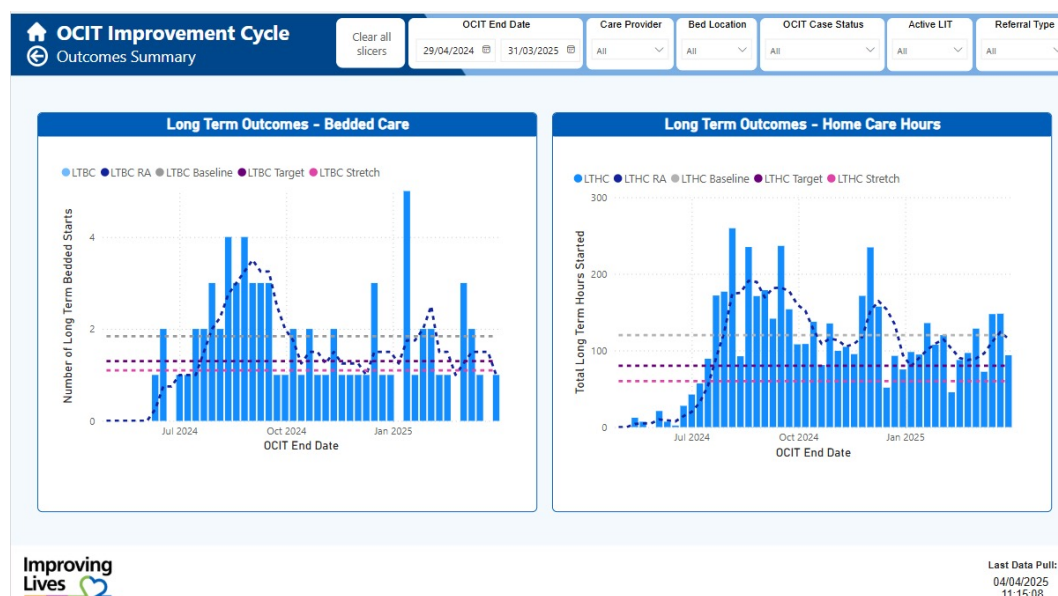 OCIT Improvement Cycle
Outcomes Summary
Clear all
slicers
OCIT End Date
29/04/2024
31/03/2025
Care Provider
All
Bed Location
All
OCIT Case Status
All
Active LIT
All
Referral Type
All
Long Term Outcomes - Bedded Care
LTBC LTBC RA LTBC Baseline LTBC Target LTBC Stretch
Number of Long Term Bedded Starts
4
2
0
Jul 2024
Oct 2024
Jan 2025
OCIT End Date
Long Term Outcomes - Home Care Hours
LTHC LTHC RA LTHC Baseline LTHC Target LTHC Stretch
Total Long Term Hours Started
300
200
100
0
Jul 2024
Oct 2024
Jan 2025
OCIT End Date
Improving
Lives
Last Data Pull:
04/04/2025
11:15:08